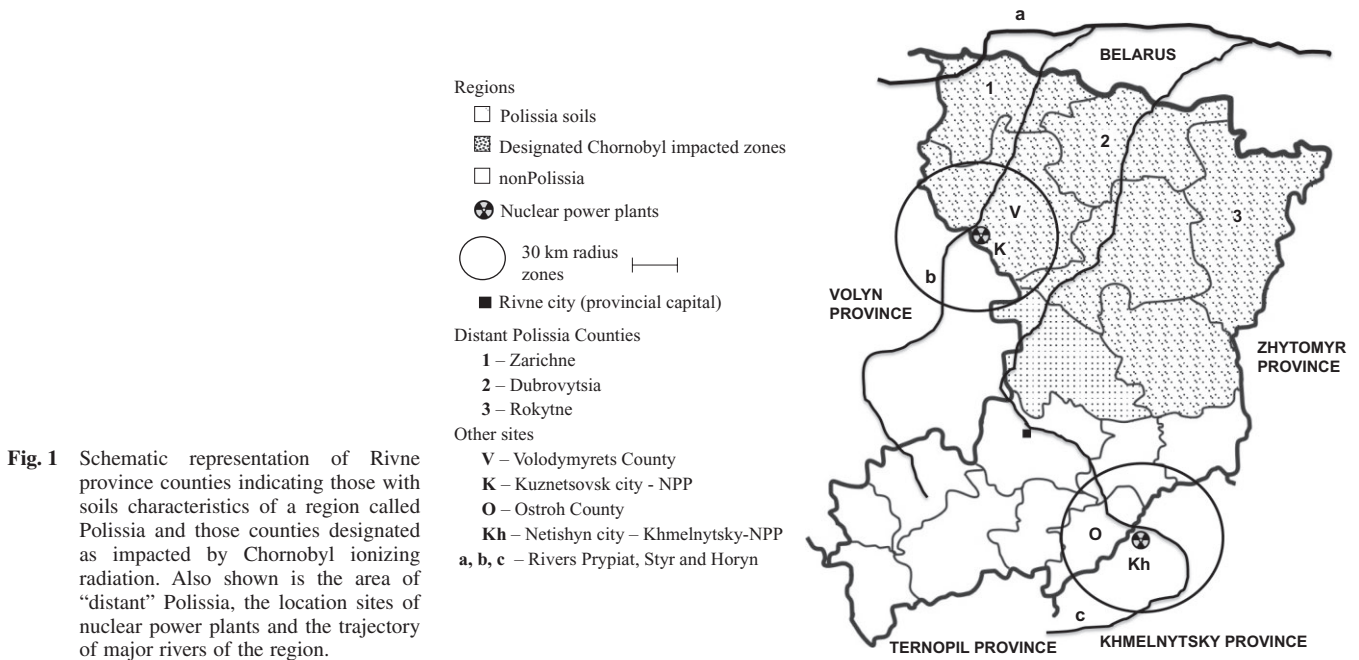 Fig. 1 Schematic representation of Rivne
province counties indicating those with
soils characteristics of a region called
Polissia and those counties designated
as impacted by Chornobyl ionizing
radiation. Also shown is the area of
“distant” Polissia, the location sites of
nuclear power plants and the trajectory
of major rivers of the region.
Regions
Polissia soils
Designated Chornobyl impacted zones
nonPolissia
Nuclear power plants
30 km radius
zones
Rivne city (provincial capital)
Distant Polissia Counties
1 – Zarichne
2 – Dubrovytsia
3 – Rokytne
Other sites
V – Volodymyrets County
K – Kuznetsovsk city - NPP
O – Ostroh County
Kh – Netishyn city – Khmelnytsky-NPP
a, b, c – Rivers Prypiat, Styr and Horyn
a
BELARUS
1
2
3
V
K
b
VOLYN
PROVINCE
ZHYTOMYR
PROVINCE
O
Kh
c
TERNOPIL PROVINCE
KHMELNYTSKY PROVINCE